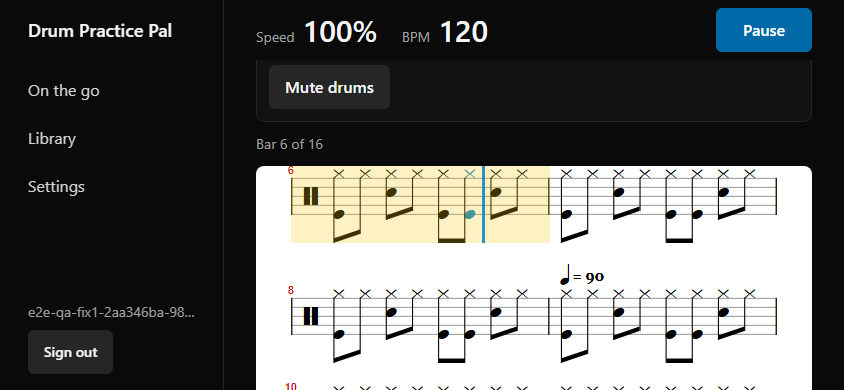 Drum Practice Pal
On the go
Library
Settings
e2e-qa-fix1-2aa346ba-98...
Sign out
Speed 100% BPM 120
Pause
Mute drums
Bar 6 of 16
6
= 90
8
10